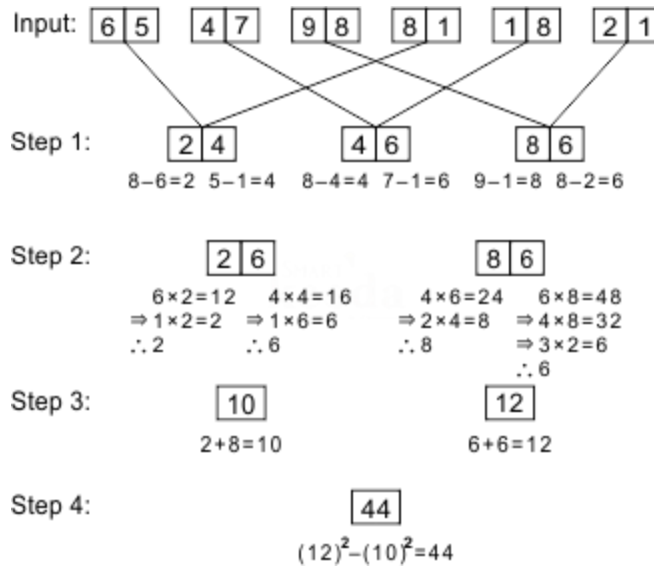 Input: 6 5 4 7 9 8 8 1 1 8 2 1
Step 1: 2 4 4 6 8 6
8−6=2 5−1=4 8−4=4 7−1=6 9−1=8 8−2=6
Step 2: 2 6 8 6
6×2=12 4×4=16 4×6=24 6×8=48
⇒1×2=2 ⇒1×6=6 ⇒2×4=8 ⇒4×8=32
∴2 ∴6 ∴8 ⇒3×2=6
∴6
Step 3: 10 12
2+8=10 6+6=12
Step 4: 44
(12)²−(10)²=44